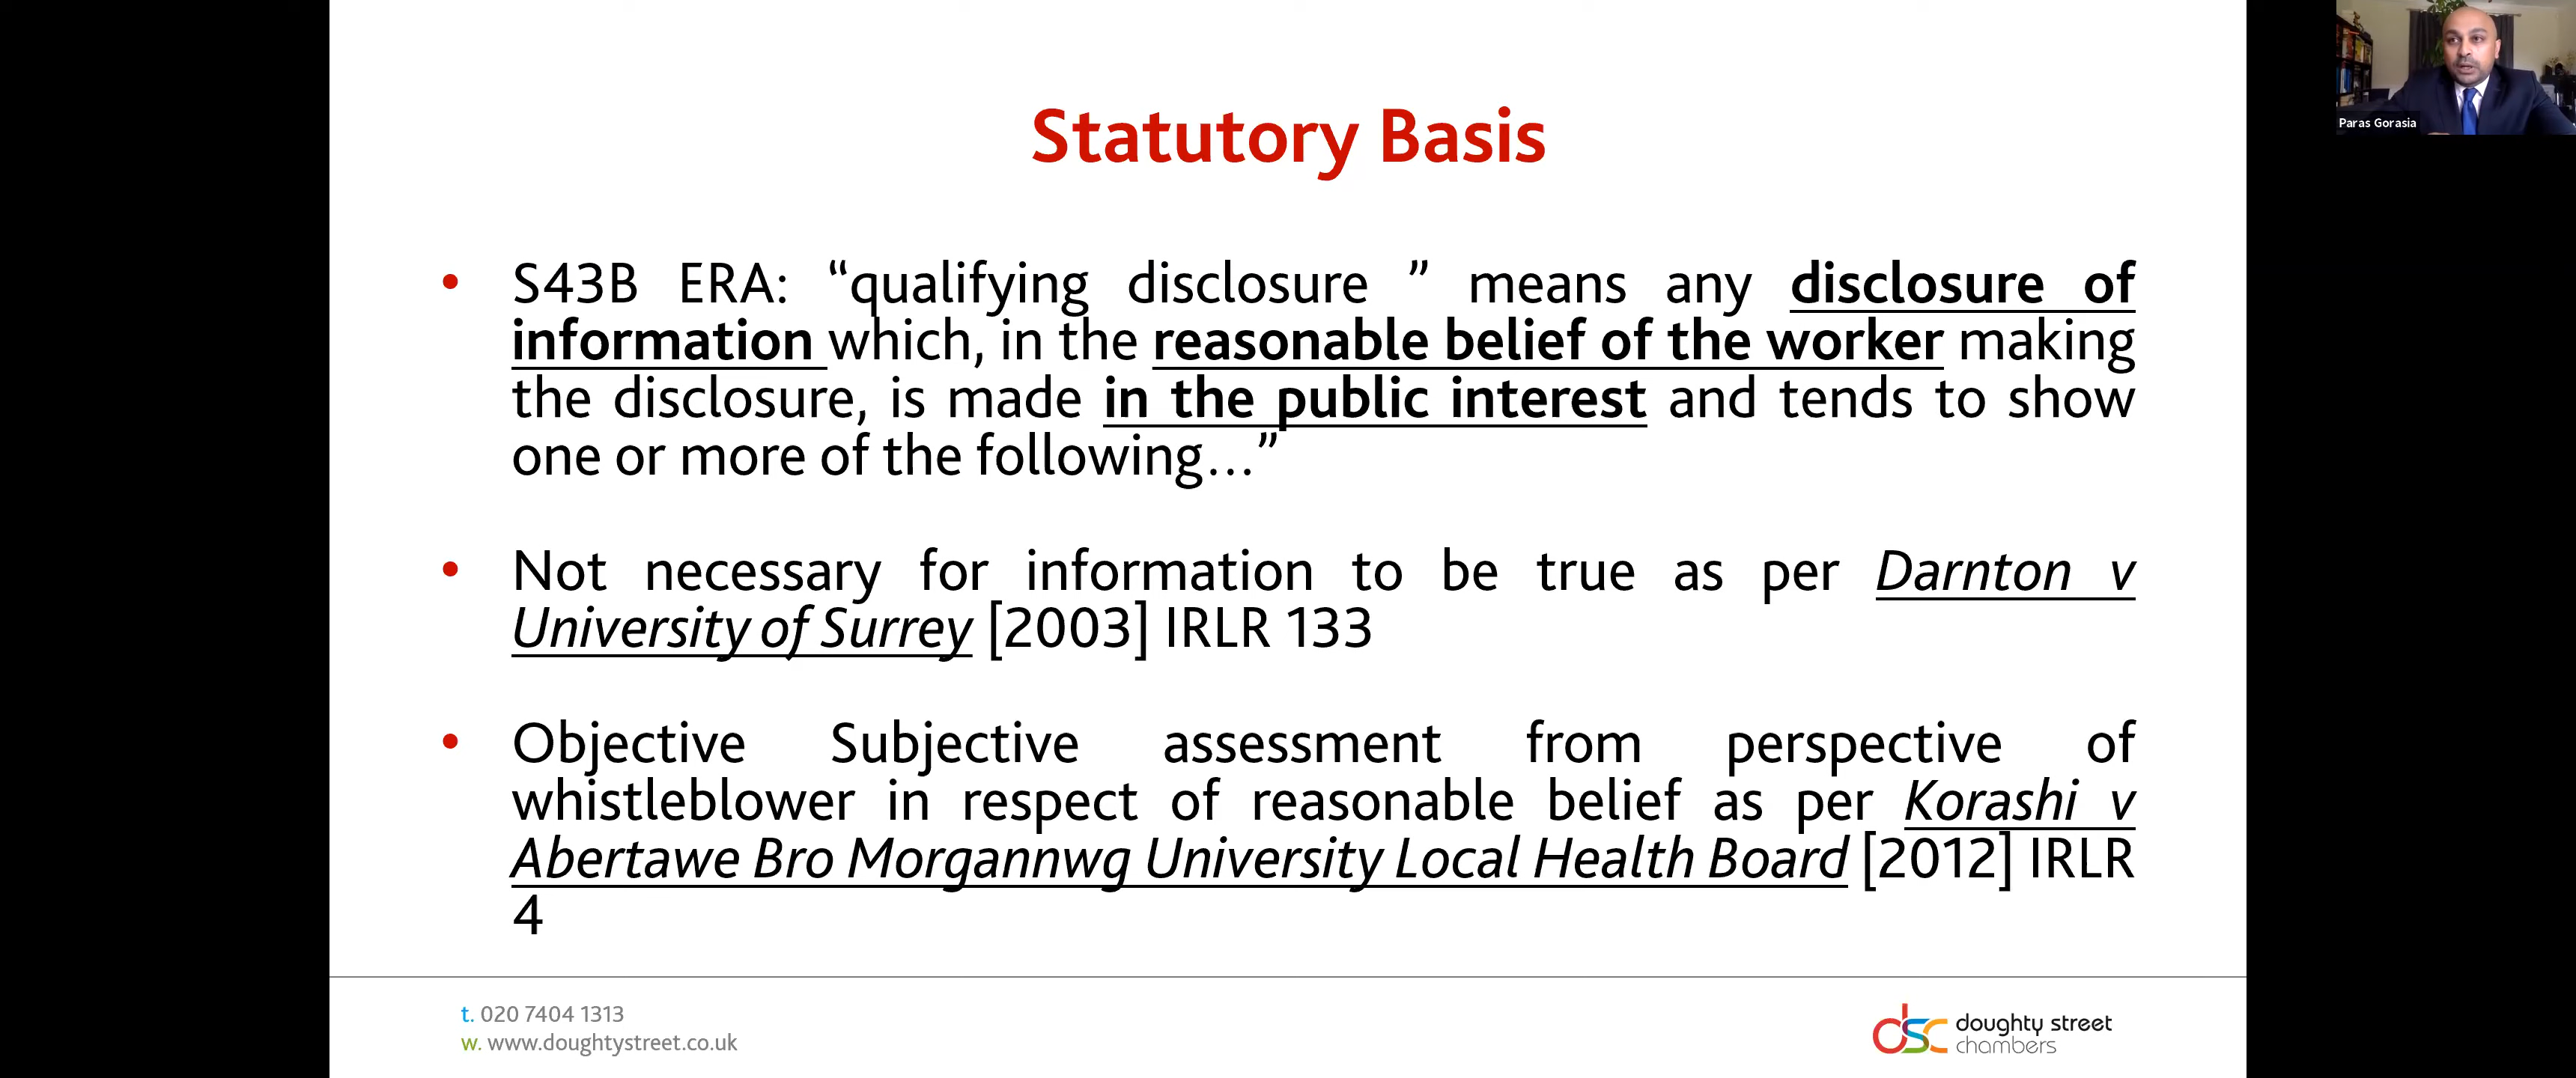 Statutory Basis
Paras Gorasia
• S43B ERA: “qualifying disclosure ” means any disclosure of
information which, in the reasonable belief of the worker making
the disclosure, is made in the public interest and tends to show
one or more of the following…”
• Not necessary for information to be true as per Darnton v
University of Surrey [2003] IRLR 133
• Objective Subjective assessment from perspective of
whistleblower in respect of reasonable belief as per Korashi v
Abertawe Bro Morgannwg University Local Health Board [2012] IRLR
4
t. 020 7404 1313
w. www.doughtystreet.co.uk
dsc doughty street
chambers